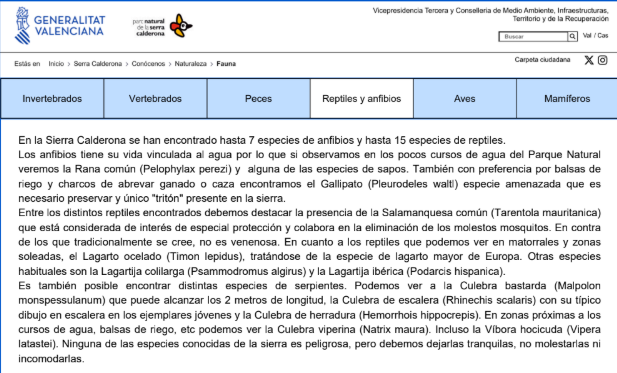 GENERALITAT
VALENCIANA
parc natural
de la serra
calderona
Vicepresidencia Tercera y Conselleria de Medio Ambiente, Infraestructuras,
Territorio y de la Recuperación
Buscar
Val / Cas
Estás en Inicio > Serra Calderona > Conócenos > Naturaleza > Fauna
Carpeta ciudadana
Invertebrados
Vertebrados
Peces
Reptiles y anfibios
Aves
Mamíferos
En la Sierra Calderona se han encontrado hasta 7 especies de anfibios y hasta 15 especies de reptiles.
Los anfibios tiene su vida vinculada al agua por lo que si observamos en los pocos cursos de agua del Parque Natural
veremos la Rana común (Pelophylax perezi) y alguna de las especies de sapos. También con preferencia por balsas de
riego y charcos de abrevar ganado o caza encontramos el Gallipato (Pleurodeles waltl) especie amenazada que es
necesario preservar y único "tritón" presente en la sierra.
Entre los distintos reptiles encontrados debemos destacar la presencia de la Salamanquesa común (Tarentola mauritanica)
que está considerada de interés de especial protección y colabora en la eliminación de los molestos mosquitos. En contra
de los que tradicionalmente se cree, no es venenosa. En cuanto a los reptiles que podemos ver en matorrales y zonas
soleadas, el Lagarto ocelado (Timon lepidus), tratándose de la especie de lagarto mayor de Europa. Otras especies
habituales son la Lagartija colilarga (Psammodromus algirus) y la Lagartija ibérica (Podarcis hispanica).
Es también posible encontrar distintas especies de serpientes. Podemos ver a la Culebra bastarda (Malpolon
monspessulanum) que puede alcanzar los 2 metros de longitud, la Culebra de escalera (Rhinechis scalaris) con su típico
dibujo en escalera en los ejemplares jóvenes y la Culebra de herradura (Hemorrhois hippocrepis). En zonas próximas a los
cursos de agua, balsas de riego, etc podemos ver la Culebra viperina (Natrix maura). Incluso la Víbora hocicuda (Vipera
latastei). Ninguna de las especies conocidas de la sierra es peligrosa, pero debemos dejarlas tranquilas, no molestarlas ni
incomodarlas.